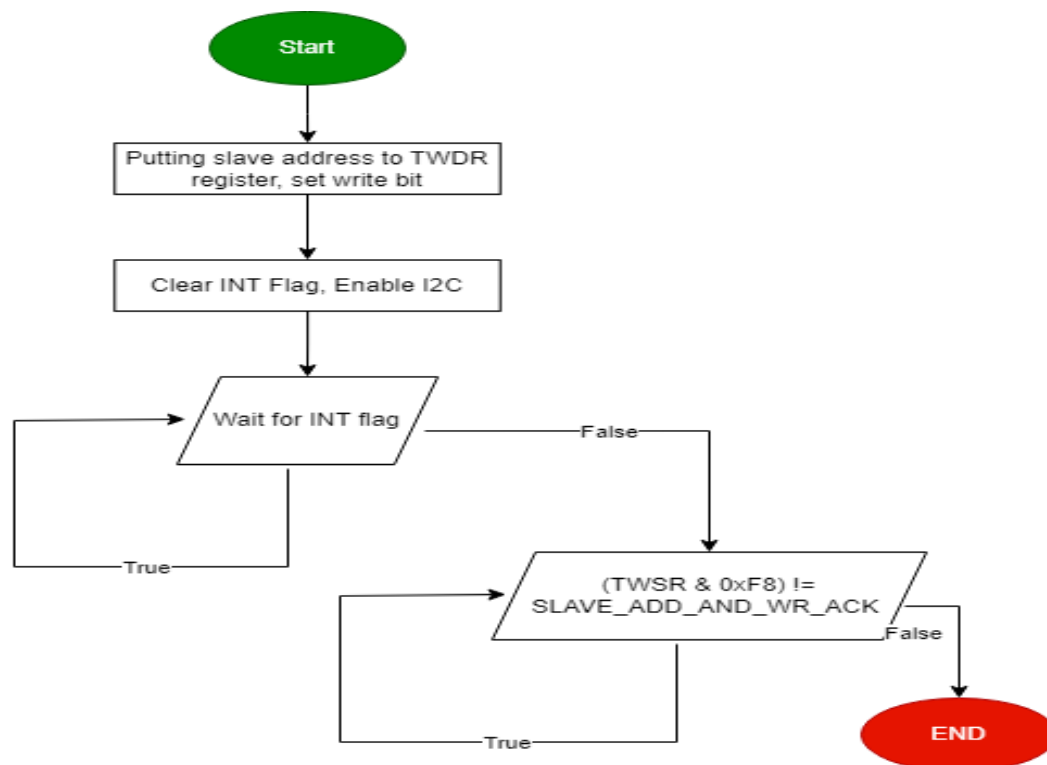 Start
Putting slave address to TWDR
register, set write bit
Clear INT Flag, Enable I2C
Wait for INT flag
False
True
(TWSR & 0xF8) !=
SLAVE_ADD_AND_WR_ACK
False
True
END